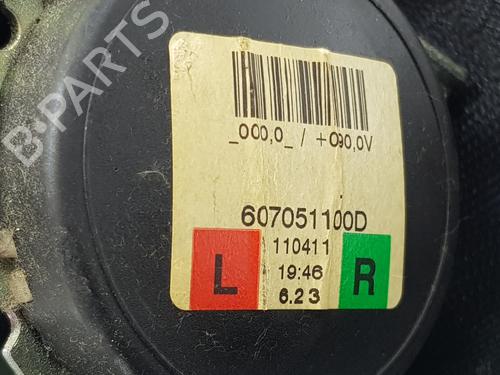 B-PARTS
_000,0_ / +090,0V
607051100D
110411
19:46
6.23
L
R